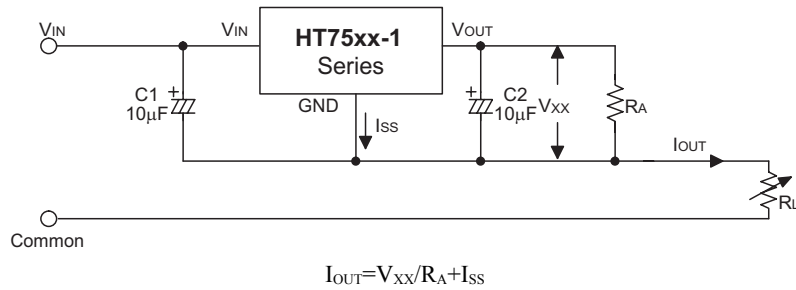 VIN
VIN
HT75xx-1
Series
VOUT
C1
10μF
GND
ISS
C2
10μF
VXX
RA
IOUT
RL
Common
IOUT=VXX/RA+ISS